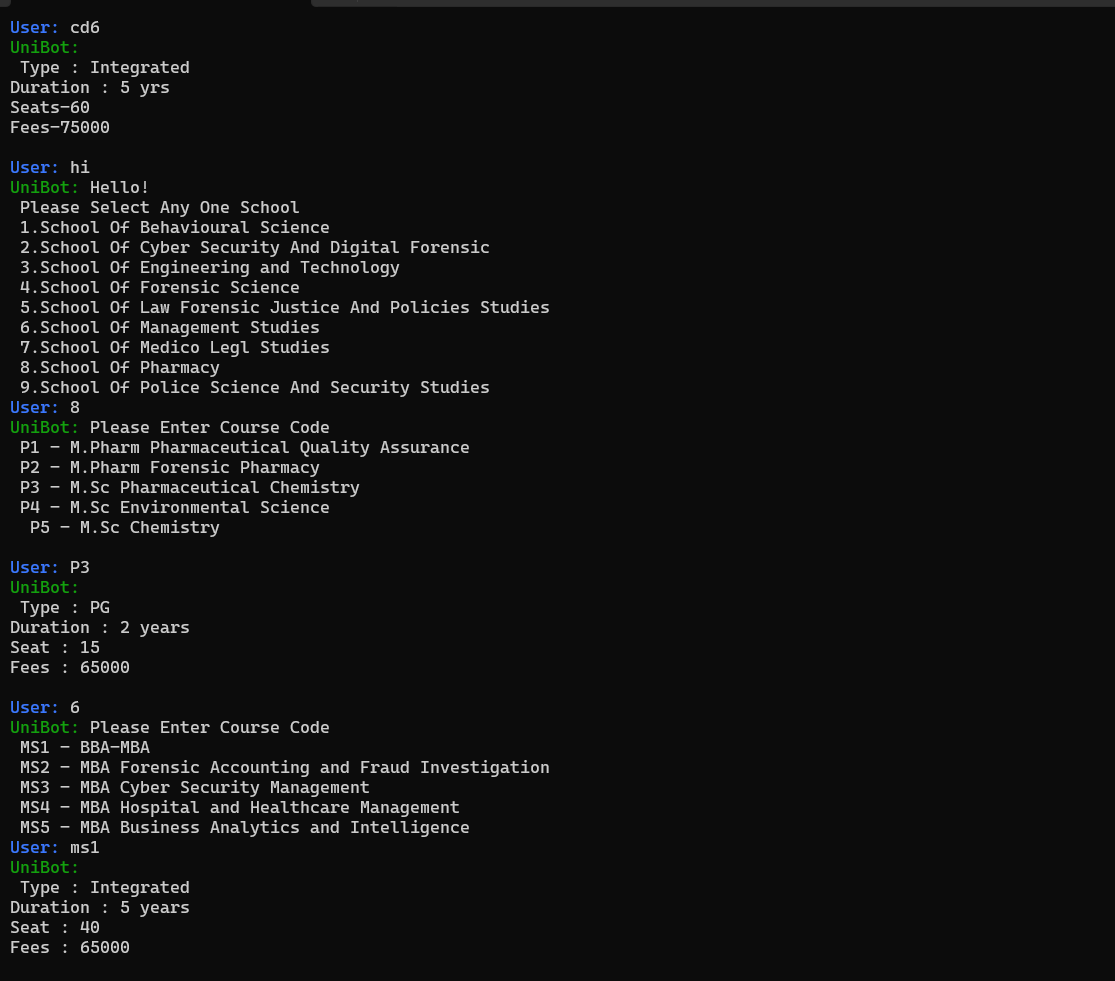 User: cd6
UniBot:
Type : Integrated
Duration : 5 yrs
Seats-60
Fees-75000
User: hi
UniBot: Hello!
Please Select Any One School
1.School Of Behavioural Science
2.School Of Cyber Security And Digital Forensic
3.School Of Engineering and Technology
4.School Of Forensic Science
5.School Of Law Forensic Justice And Policies Studies
6.School Of Management Studies
7.School Of Medico Legl Studies
8.School Of Pharmacy
9.School Of Police Science And Security Studies
User: 8
UniBot: Please Enter Course Code
P1 - M.Pharm Pharmaceutical Quality Assurance
P2 - M.Pharm Forensic Pharmacy
P3 - M.Sc Pharmaceutical Chemistry
P4 - M.Sc Environmental Science
P5 - M.Sc Chemistry
User: P3
UniBot:
Type : PG
Duration : 2 years
Seat : 15
Fees : 65000
User: 6
UniBot: Please Enter Course Code
MS1 - BBA-MBA
MS2 - MBA Forensic Accounting and Fraud Investigation
MS3 - MBA Cyber Security Management
MS4 - MBA Hospital and Healthcare Management
MS5 - MBA Business Analytics and Intelligence
User: ms1
UniBot:
Type : Integrated
Duration : 5 years
Seat : 40
Fees : 65000